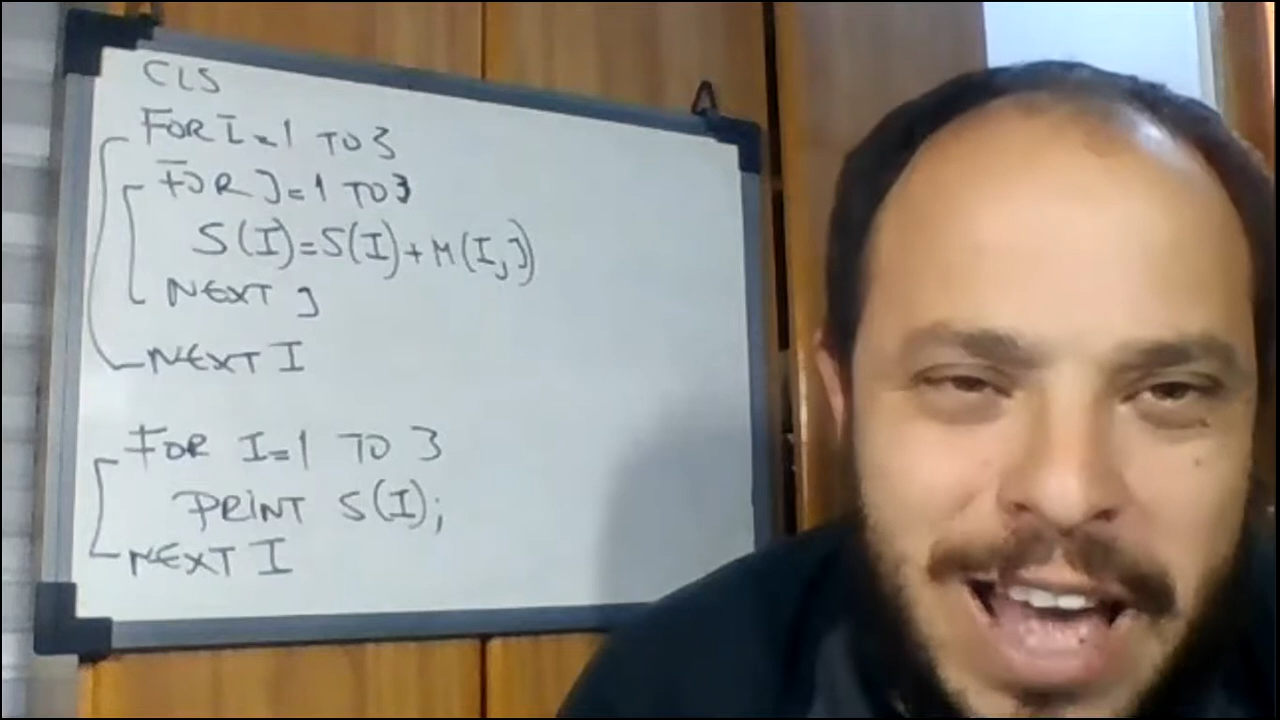 CLS
FOR I=1 TO 3
FOR J=1 TO 3
S(I)=S(I)+M(I,J)
NEXT J
NEXT I
FOR I=1 TO 3
PRINT S(I);
NEXT I